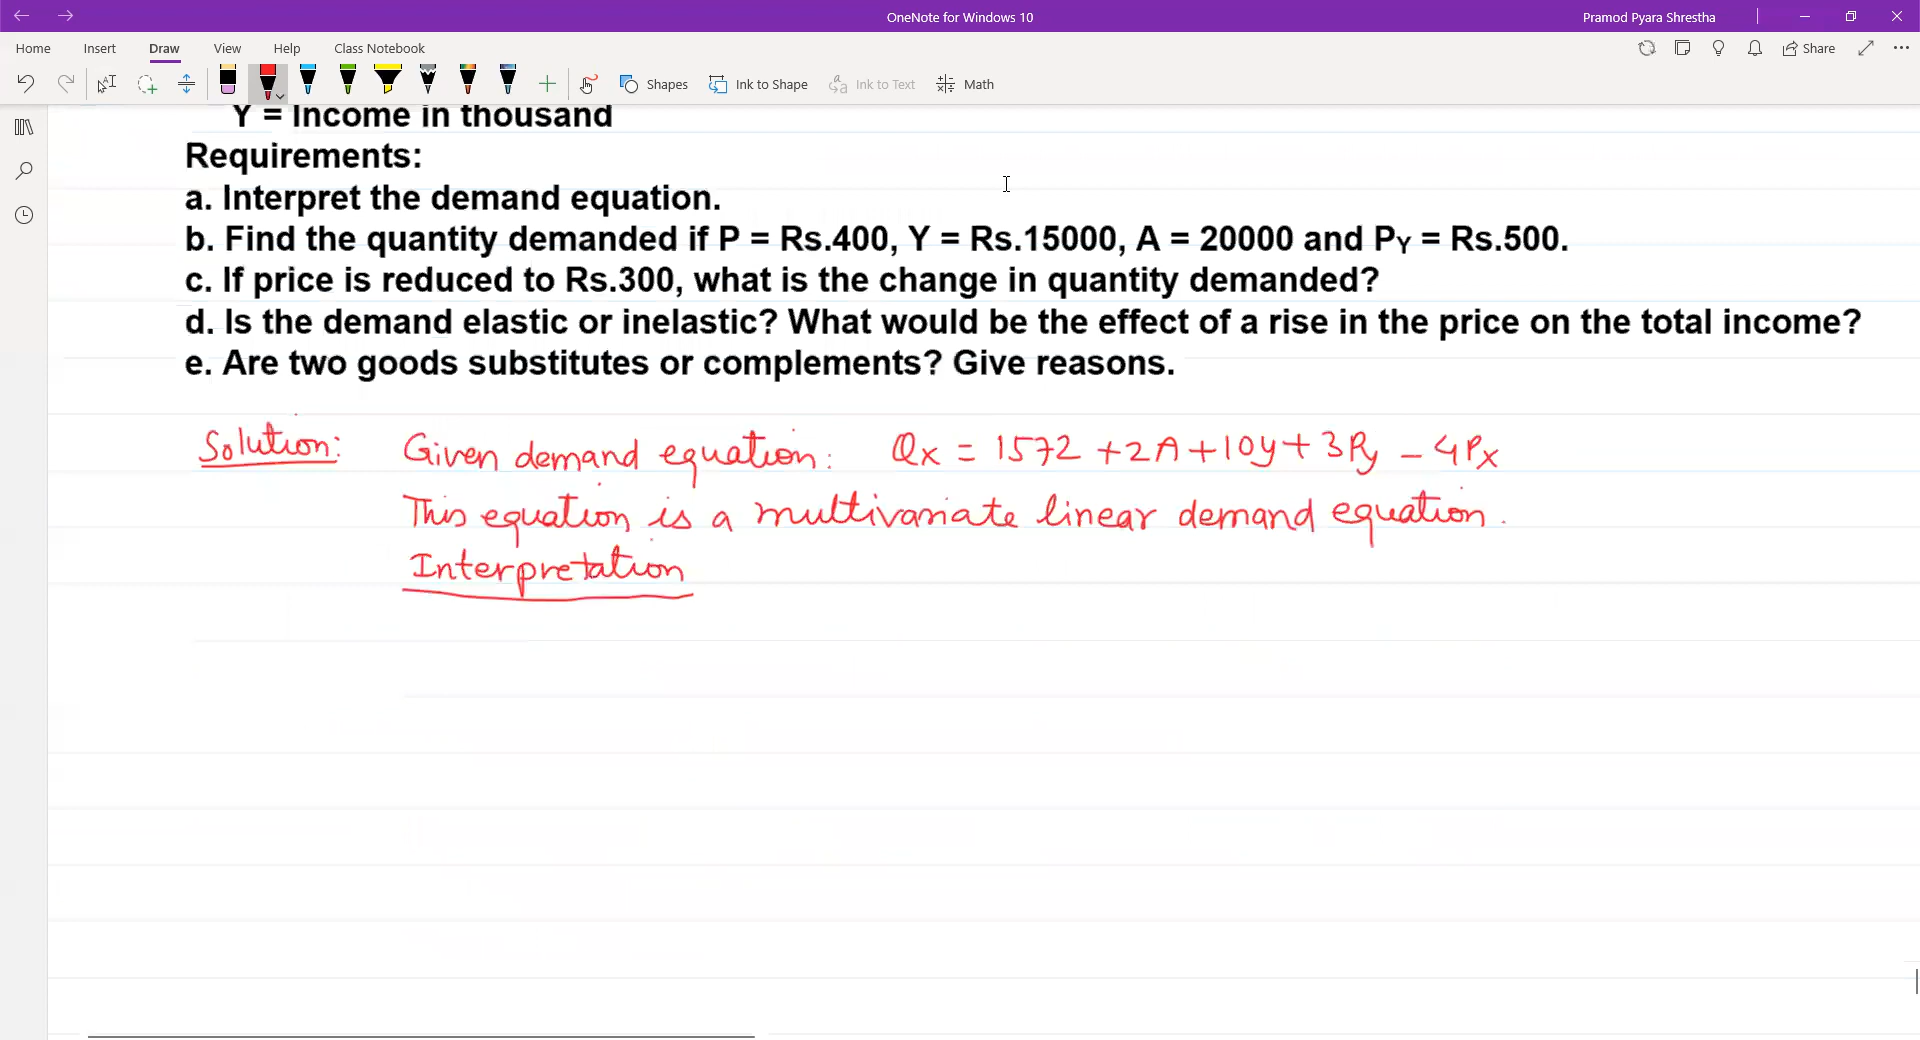 OneNote for Windows 10
Pramod Pyara Shrestha
Home Insert Draw View Help Class Notebook
Share
Shapes Ink to Shape Ink to Text Math
Y = Income in thousand
Requirements:
a. Interpret the demand equation.
b. Find the quantity demanded if P = Rs.400, Y = Rs.15000, A = 20000 and PY = Rs.500.
c. If price is reduced to Rs.300, what is the change in quantity demanded?
d. Is the demand elastic or inelastic? What would be the effect of a rise in the price on the total income?
e. Are two goods substitutes or complements? Give reasons.
Solution: Given demand equation: Qx = 1572 + 2A + 10y + 3Py - 4Px
This equation is a multivariate linear demand equation.
Interpretation